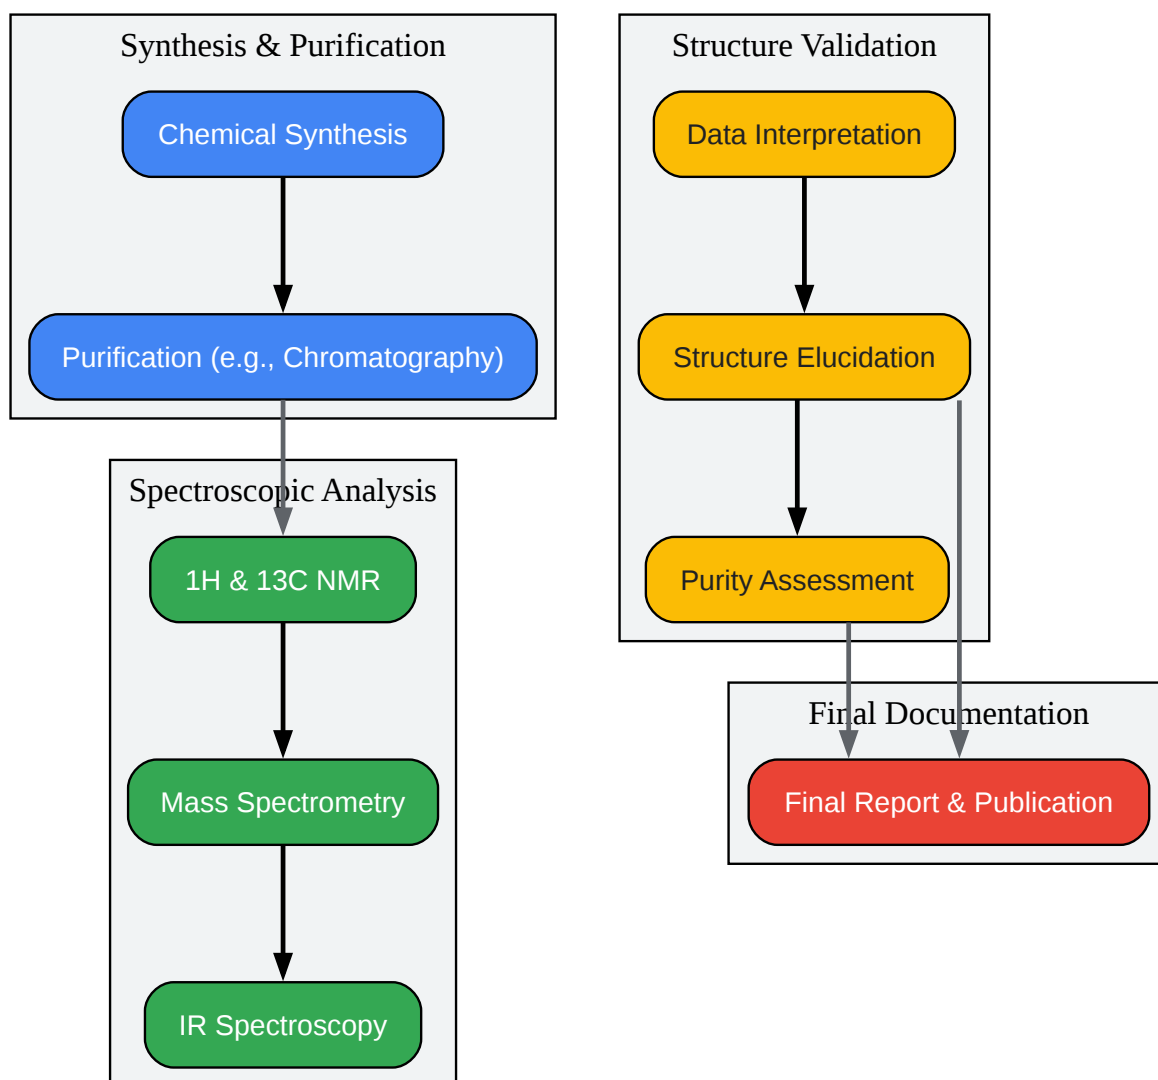 Synthesis & Purification
Chemical Synthesis
Purification (e.g., Chromatography)
Spectroscopic Analysis
1H & 13C NMR
Mass Spectrometry
IR Spectroscopy
Structure Validation
Data Interpretation
Structure Elucidation
Purity Assessment
Final Documentation
Final Report & Publication